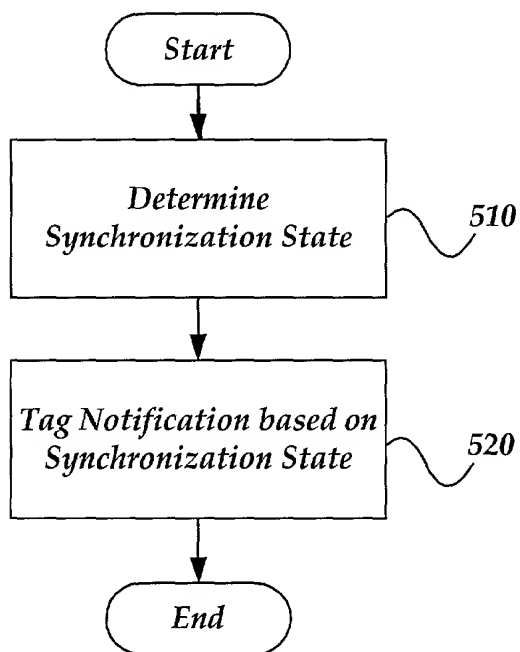 Start
Determine
Synchronization State
510
Tag Notification based on
Synchronization State
520
End